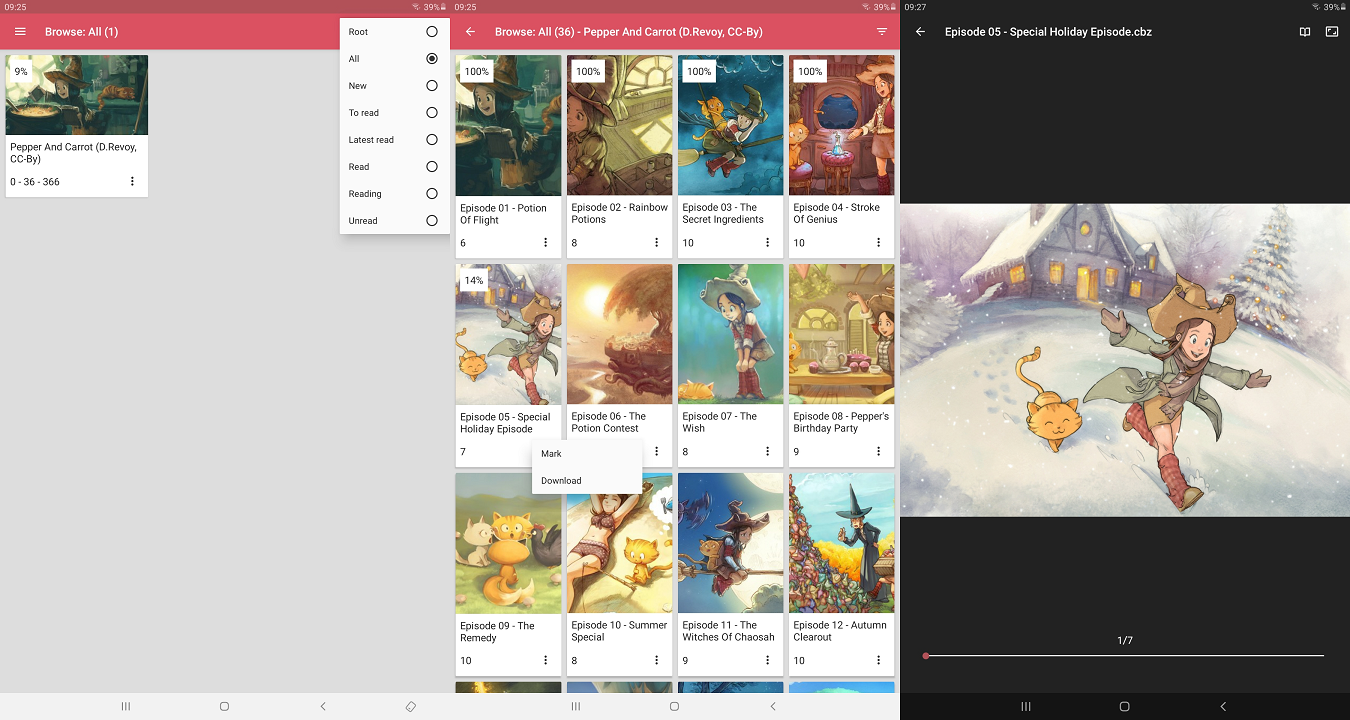 09:25
39%
Browse: All (1)
Root
All
New
To read
Latest read
Read
Reading
Unread
9%
Pepper And Carrot (D.Revoy,
CC-By)
0 - 36 - 366
09:25
39%
Browse: All (36) - Pepper And Carrot (D.Revoy, CC-By)
100%
100%
100%
100%
Episode 01 - Potion
Of Flight
6
Episode 02 - Rainbow
Potions
8
Episode 03 - The
Secret Ingredients
10
Episode 04 - Stroke
Of Genius
10
14%
Episode 05 - Special
Holiday Episode
7
Episode 06 - The
Potion Contest
Episode 07 - The
Wish
8
Episode 08 - Pepper's
Birthday Party
9
Mark
Download
Episode 09 - The
Remedy
10
Episode 10 - Summer
Special
8
Episode 11 - The
Witches Of Chaosah
9
Episode 12 - Autumn
Clearout
10
09:27
39%
Episode 05 - Special Holiday Episode.cbz
1/7